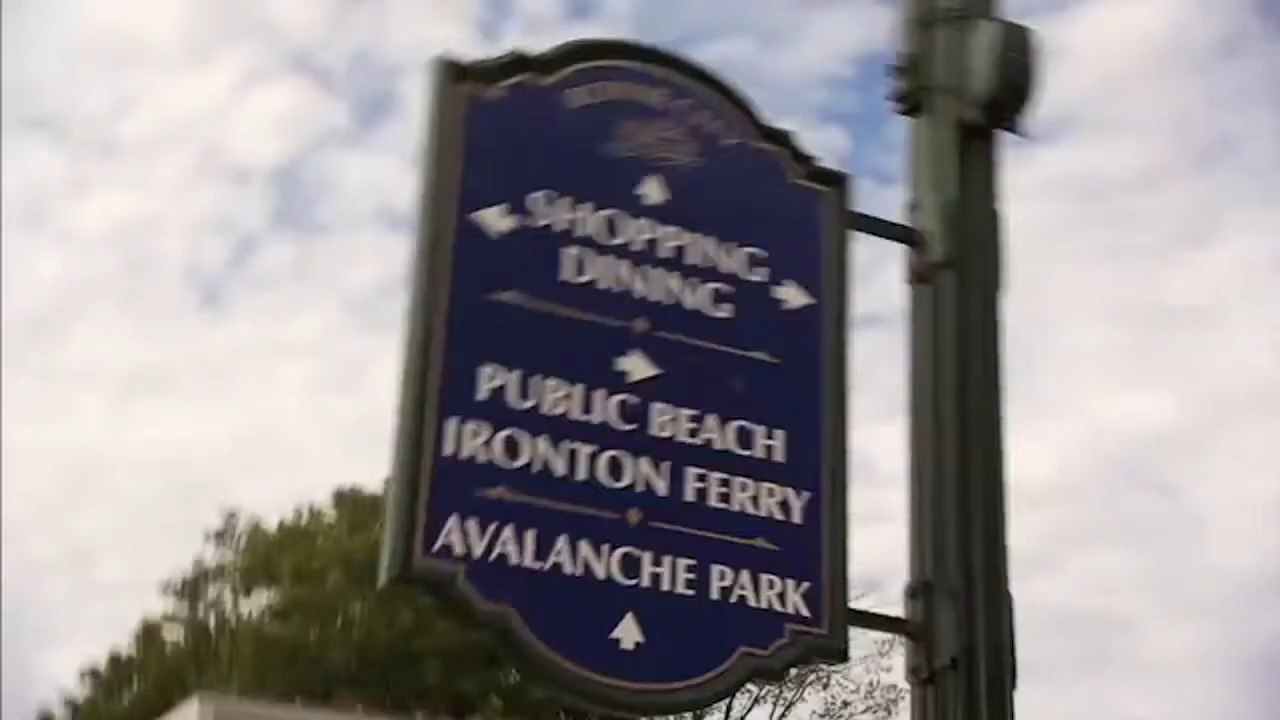 SHOPPING
DINING
PUBLIC BEACH
IRONTON FERRY
AVALANCHE PARK